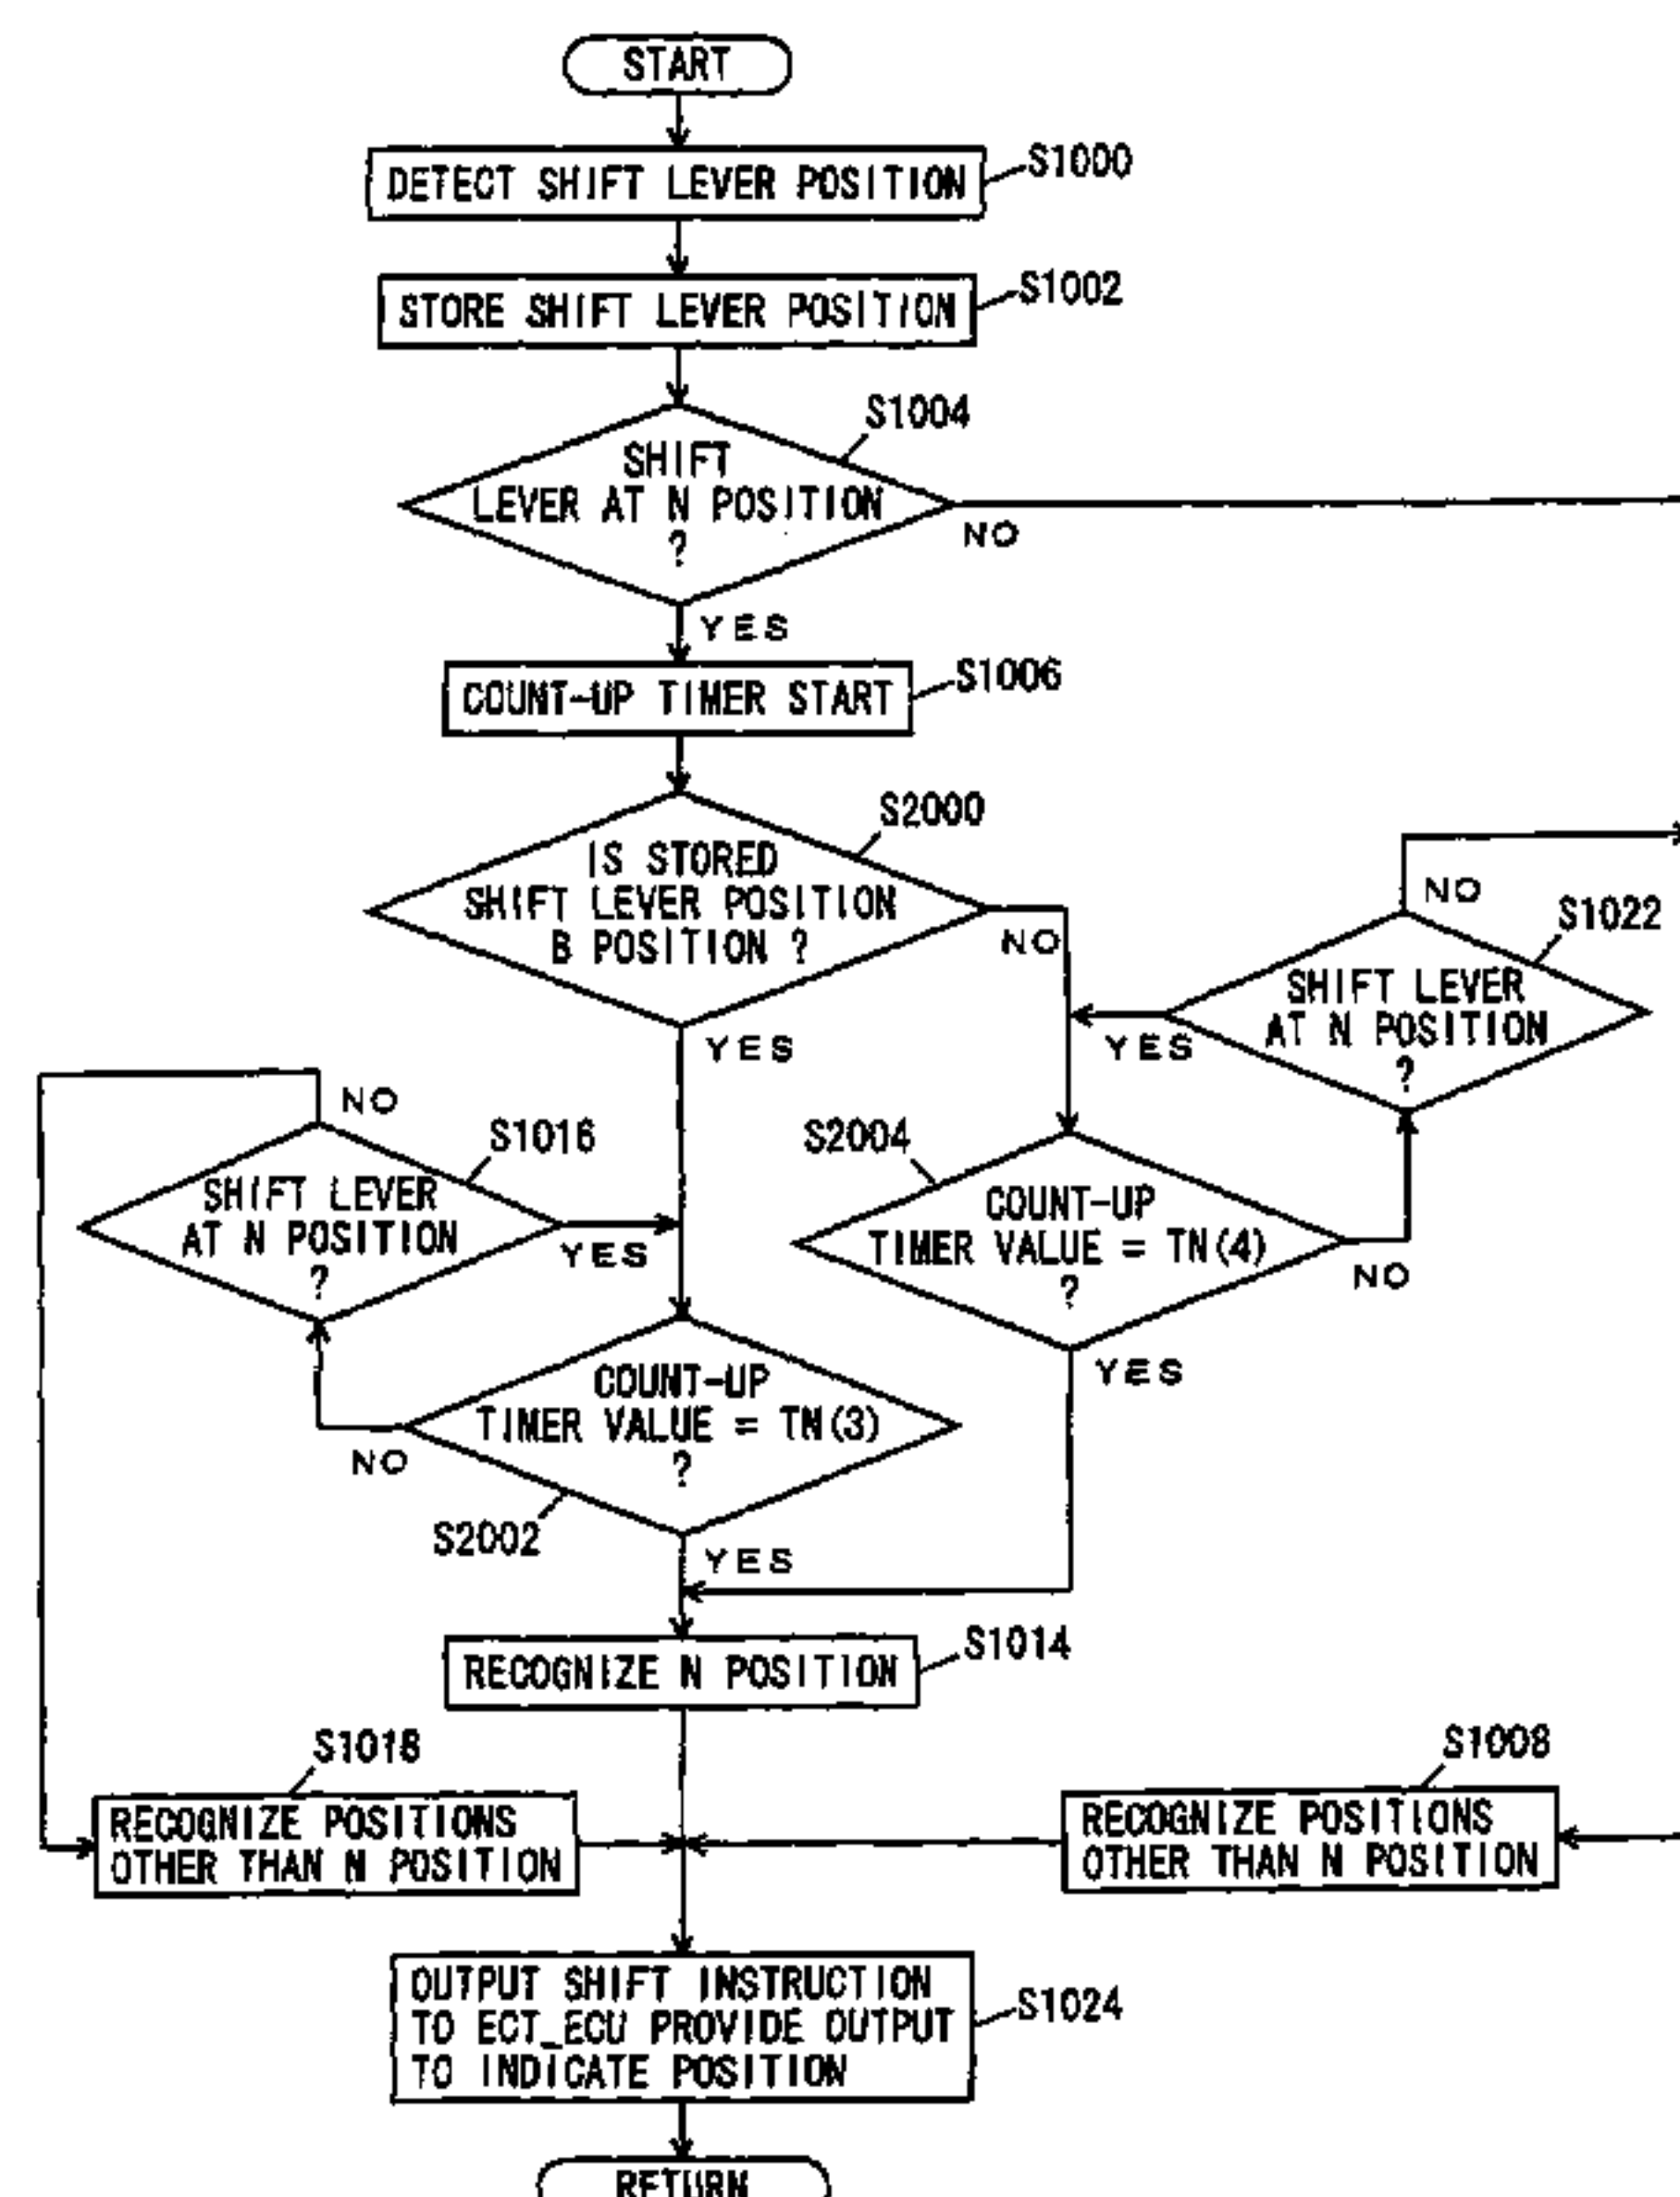 START
DETECT SHIFT LEVER POSITION
S1000
STORE SHIFT LEVER POSITION
S1002
S1004
SHIFT
LEVER AT N POSITION
?
NO
YES
COUNT-UP TIMER START
S1006
S2000
IS STORED
SHIFT LEVER POSITION
B POSITION ?
NO
YES
NO
S1022
SHIFT LEVER
AT N POSITION
?
YES
NO
S1016
SHIFT LEVER
AT N POSITION
?
YES
S2004
COUNT-UP
TIMER VALUE = TN(4)
?
NO
YES
COUNT-UP
TIMER VALUE = TN(3)
?
NO
S2002
YES
RECOGNIZE N POSITION
S1014
S1018
RECOGNIZE POSITIONS
OTHER THAN N POSITION
S1008
RECOGNIZE POSITIONS
OTHER THAN N POSITION
OUTPUT SHIFT INSTRUCTION
TO ECT_ECU PROVIDE OUTPUT
TO INDICATE POSITION
S1024
RETURN